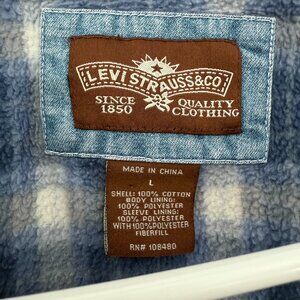 LEVI STRAUSS & CO
SINCE QUALITY
1850 CLOTHING
MADE IN CHINA
L
SHELL: 100% COTTON
BODY LINING:
100% POLYESTER
SLEEVE LINING:
100% POLYESTER
WITH 100% POLYESTER
FIBERFILL
RN# 108480